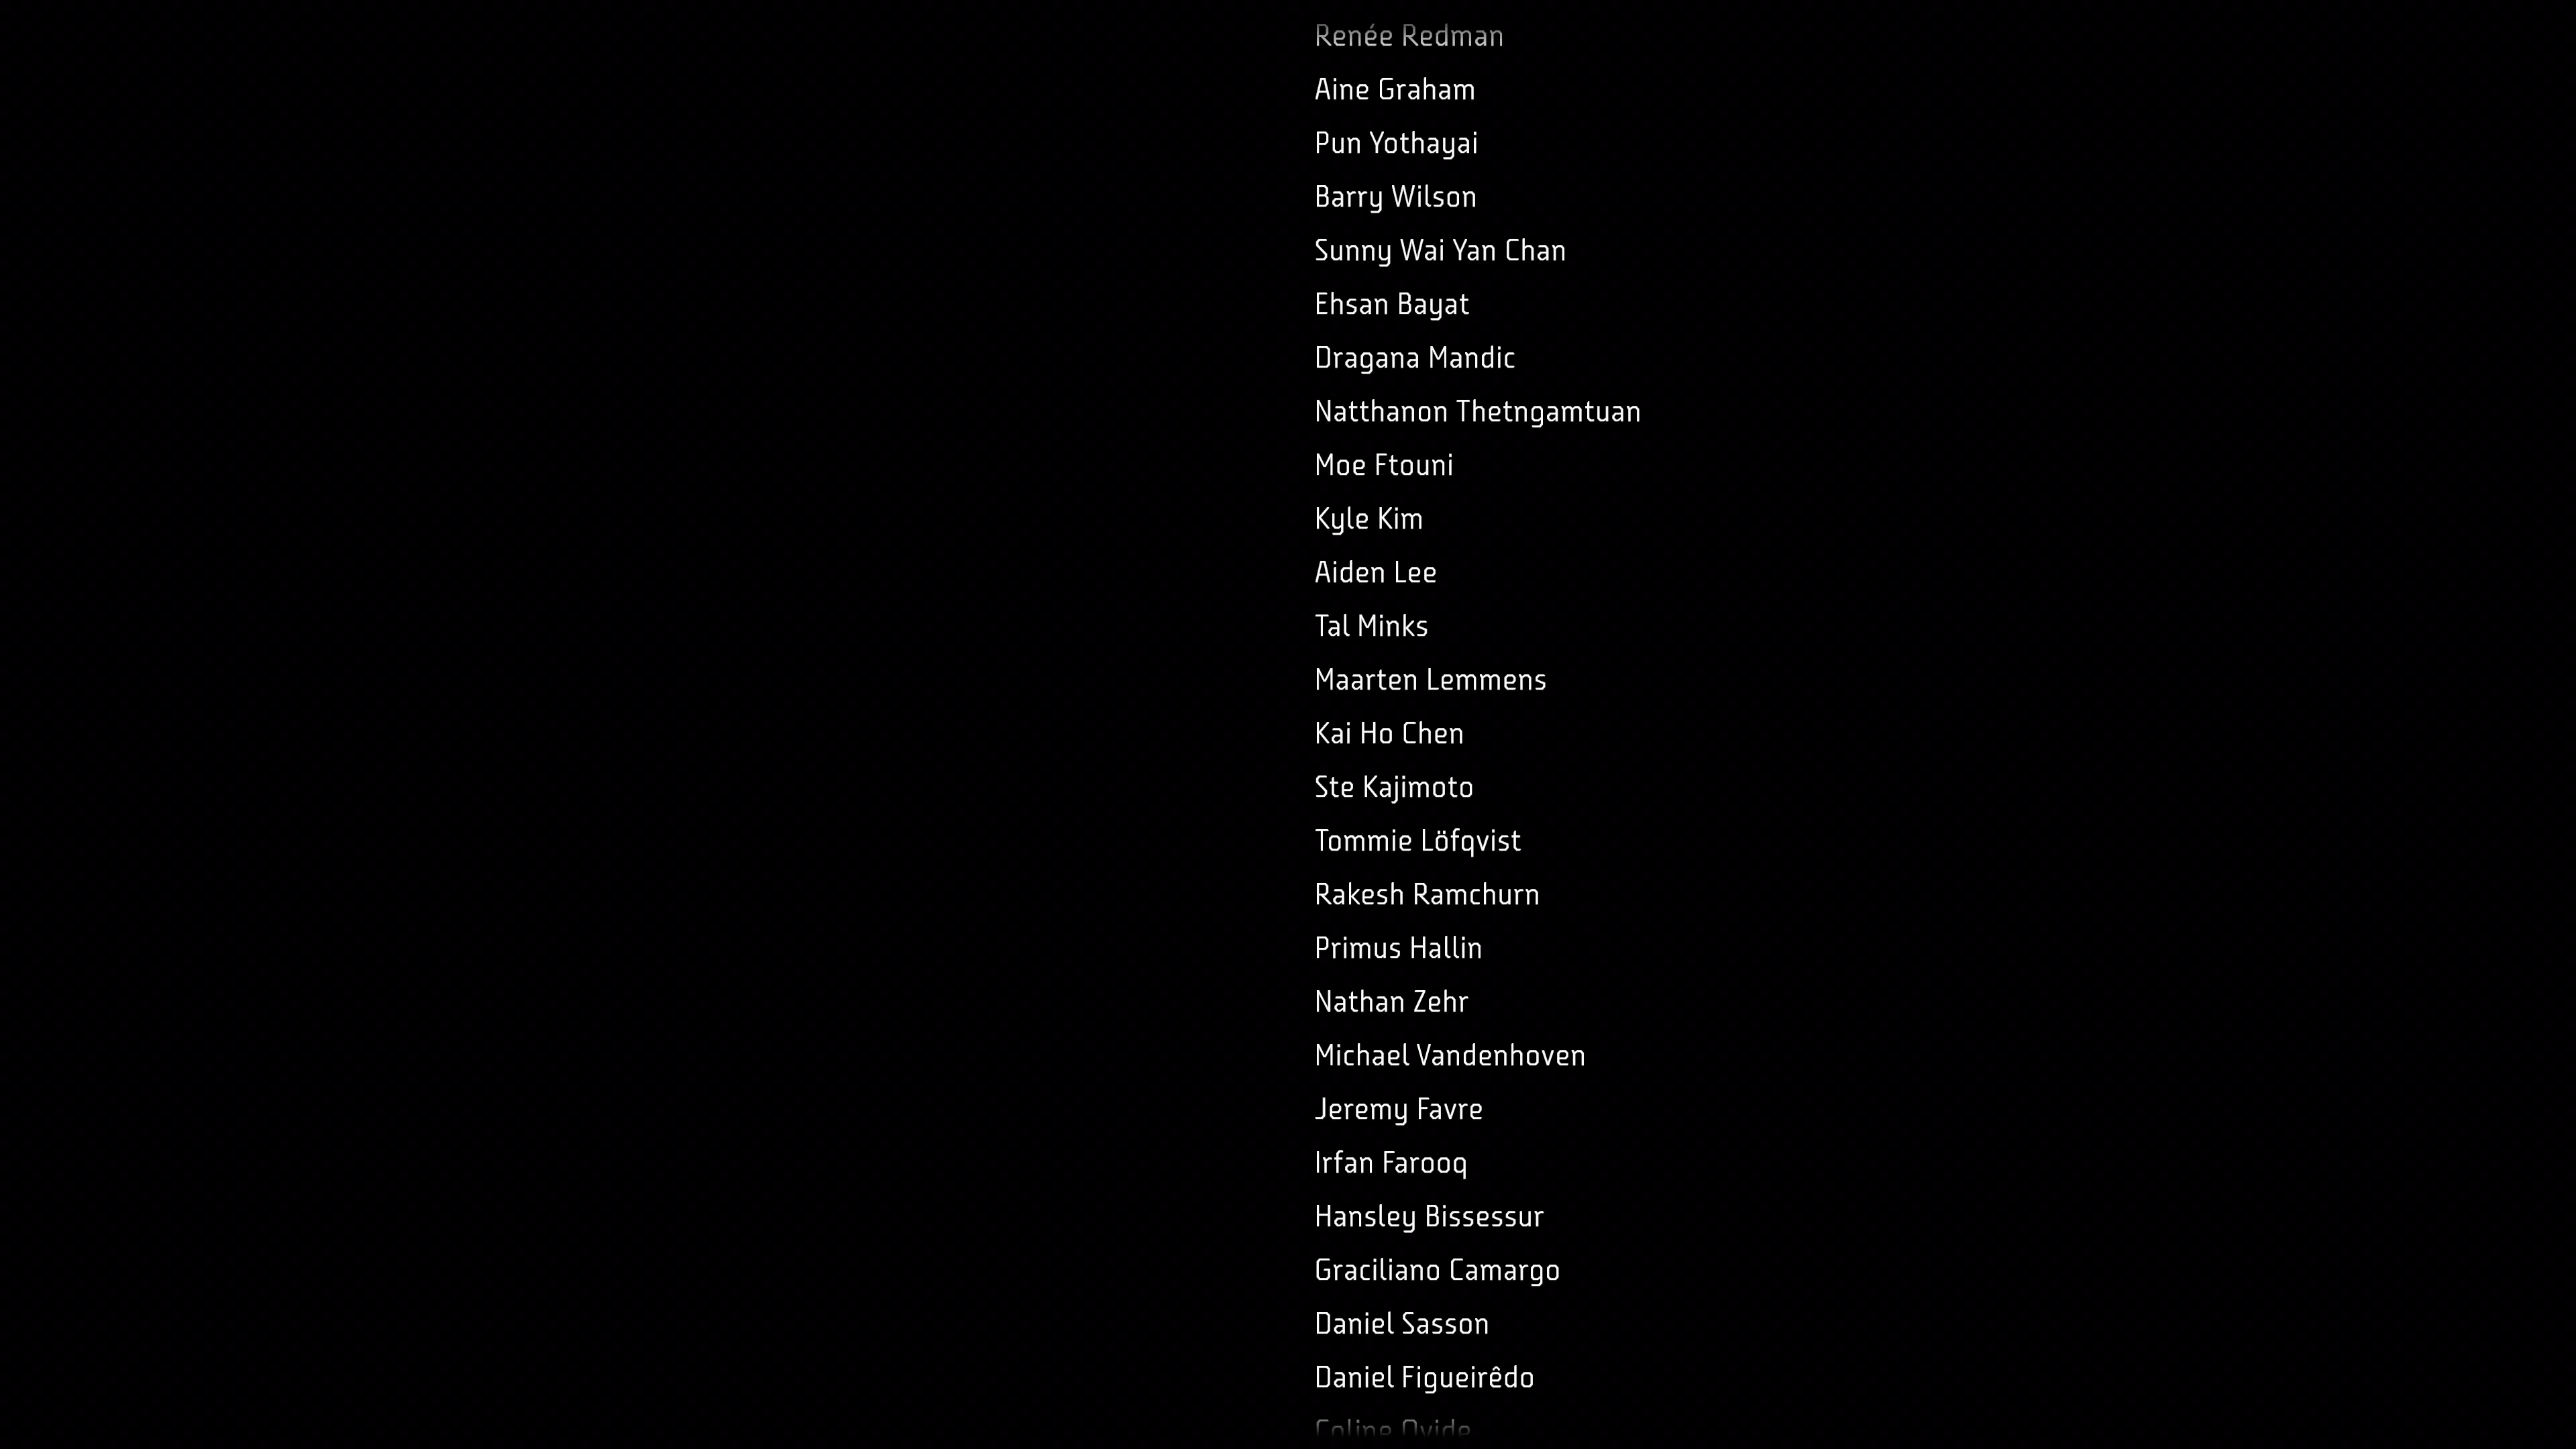 Renée Redman
Aine Graham
Pun Yothayai
Barry Wilson
Sunny Wai Yan Chan
Ehsan Bayat
Dragana Mandic
Natthanon Thetngamtuan
Moe Ftouni
Kyle Kim
Aiden Lee
Tal Minks
Maarten Lemmens
Kai Ho Chen
Ste Kajimoto
Tommie Löfqvist
Rakesh Ramchurn
Primus Hallin
Nathan Zehr
Michael Vandenhoven
Jeremy Favre
Irfan Farooq
Hansley Bissessur
Graciliano Camargo
Daniel Sasson
Daniel Figueirêdo
Coline Ovide